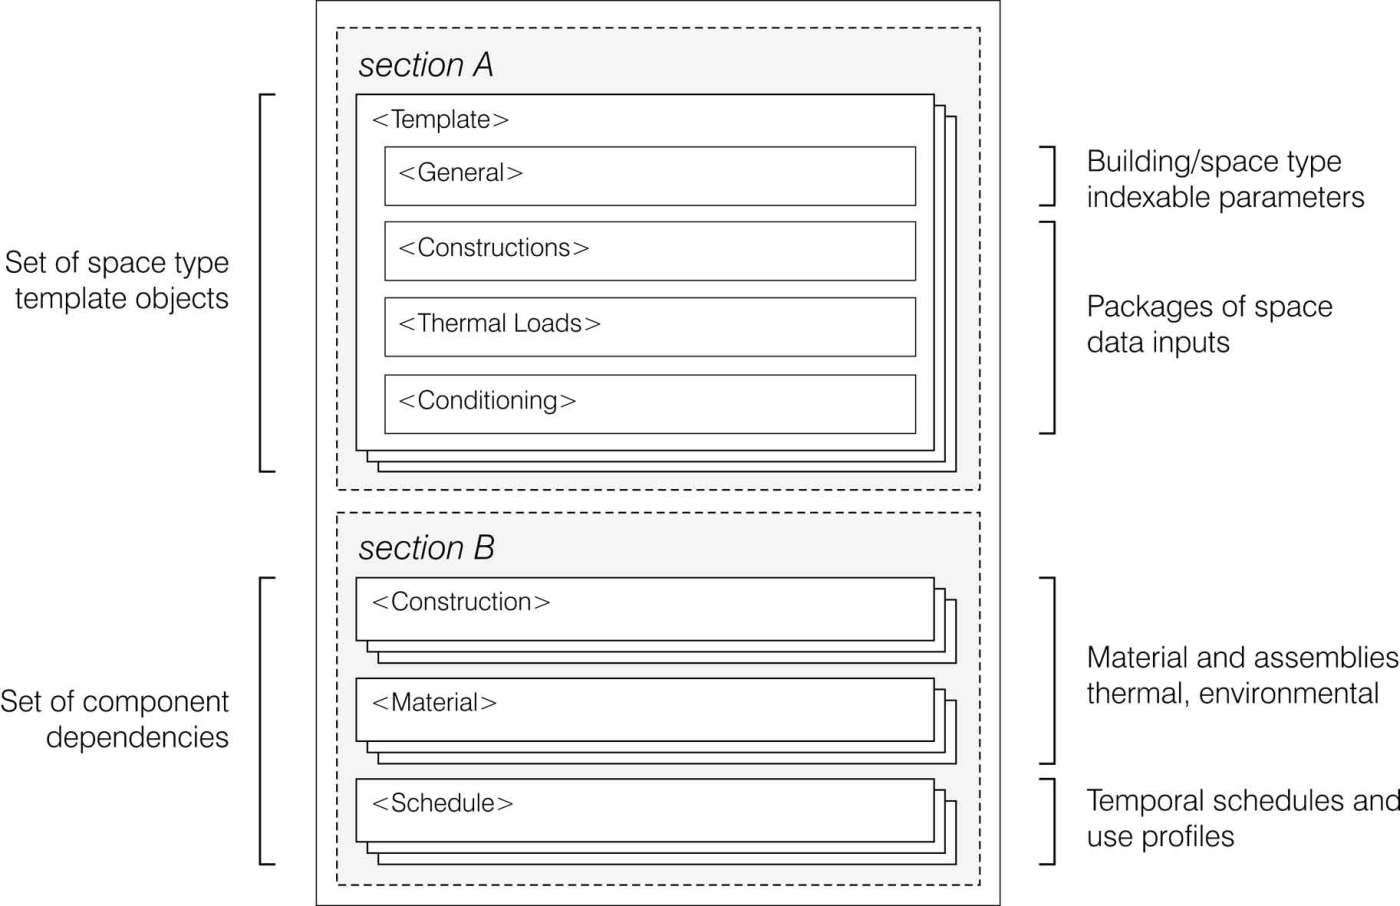 section A
<Template>
<General>
<Constructions>
<Thermal Loads>
<Conditioning>
Set of space type
template objects
Building/space type
indexable parameters
Packages of space
data inputs
section B
<Construction>
<Material>
<Schedule>
Set of component
dependencies
Material and assemblies
thermal, environmental
Temporal schedules and
use profiles